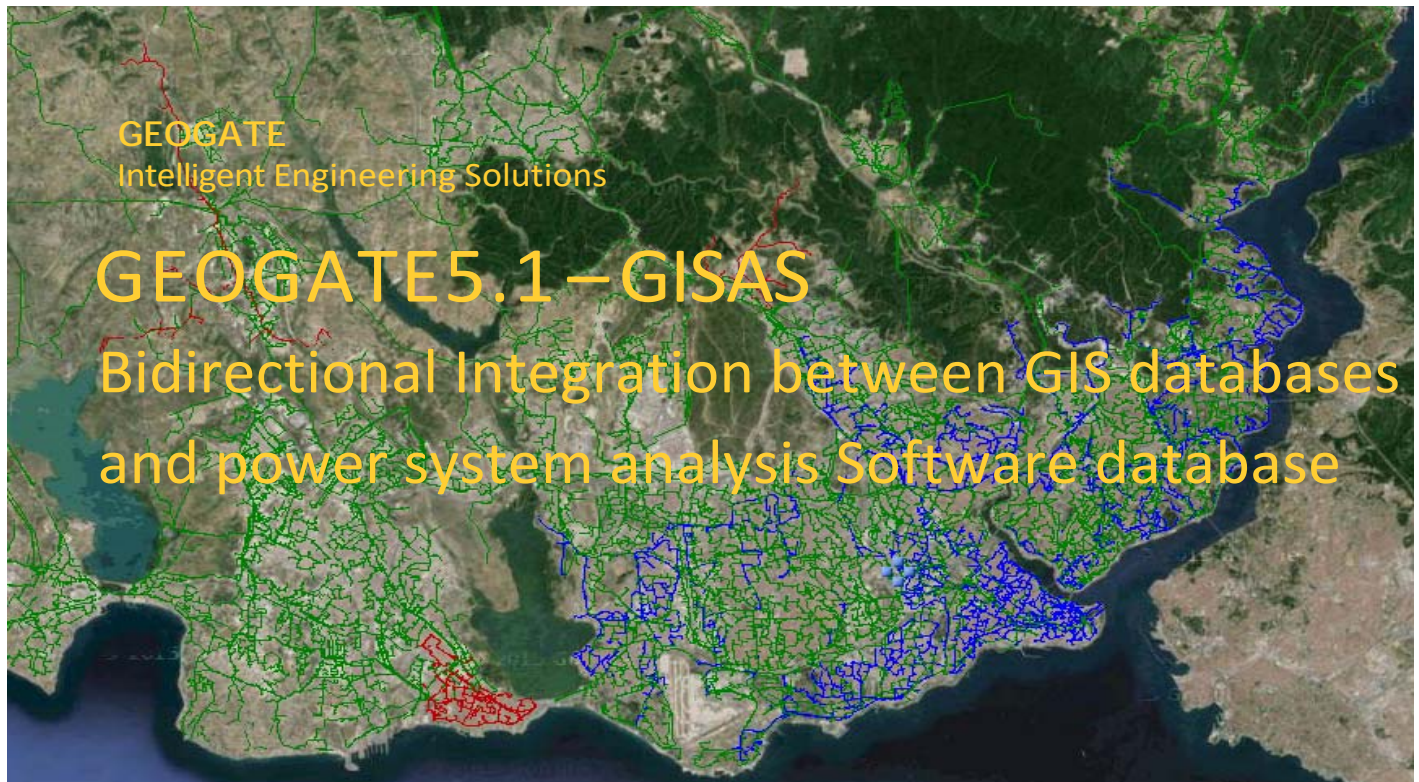 GEOGATE
Intelligent Engineering Solutions
GEOGATE5.1 – GISAS
Bidirectional Integration between GIS databases
and power system analysis Software database